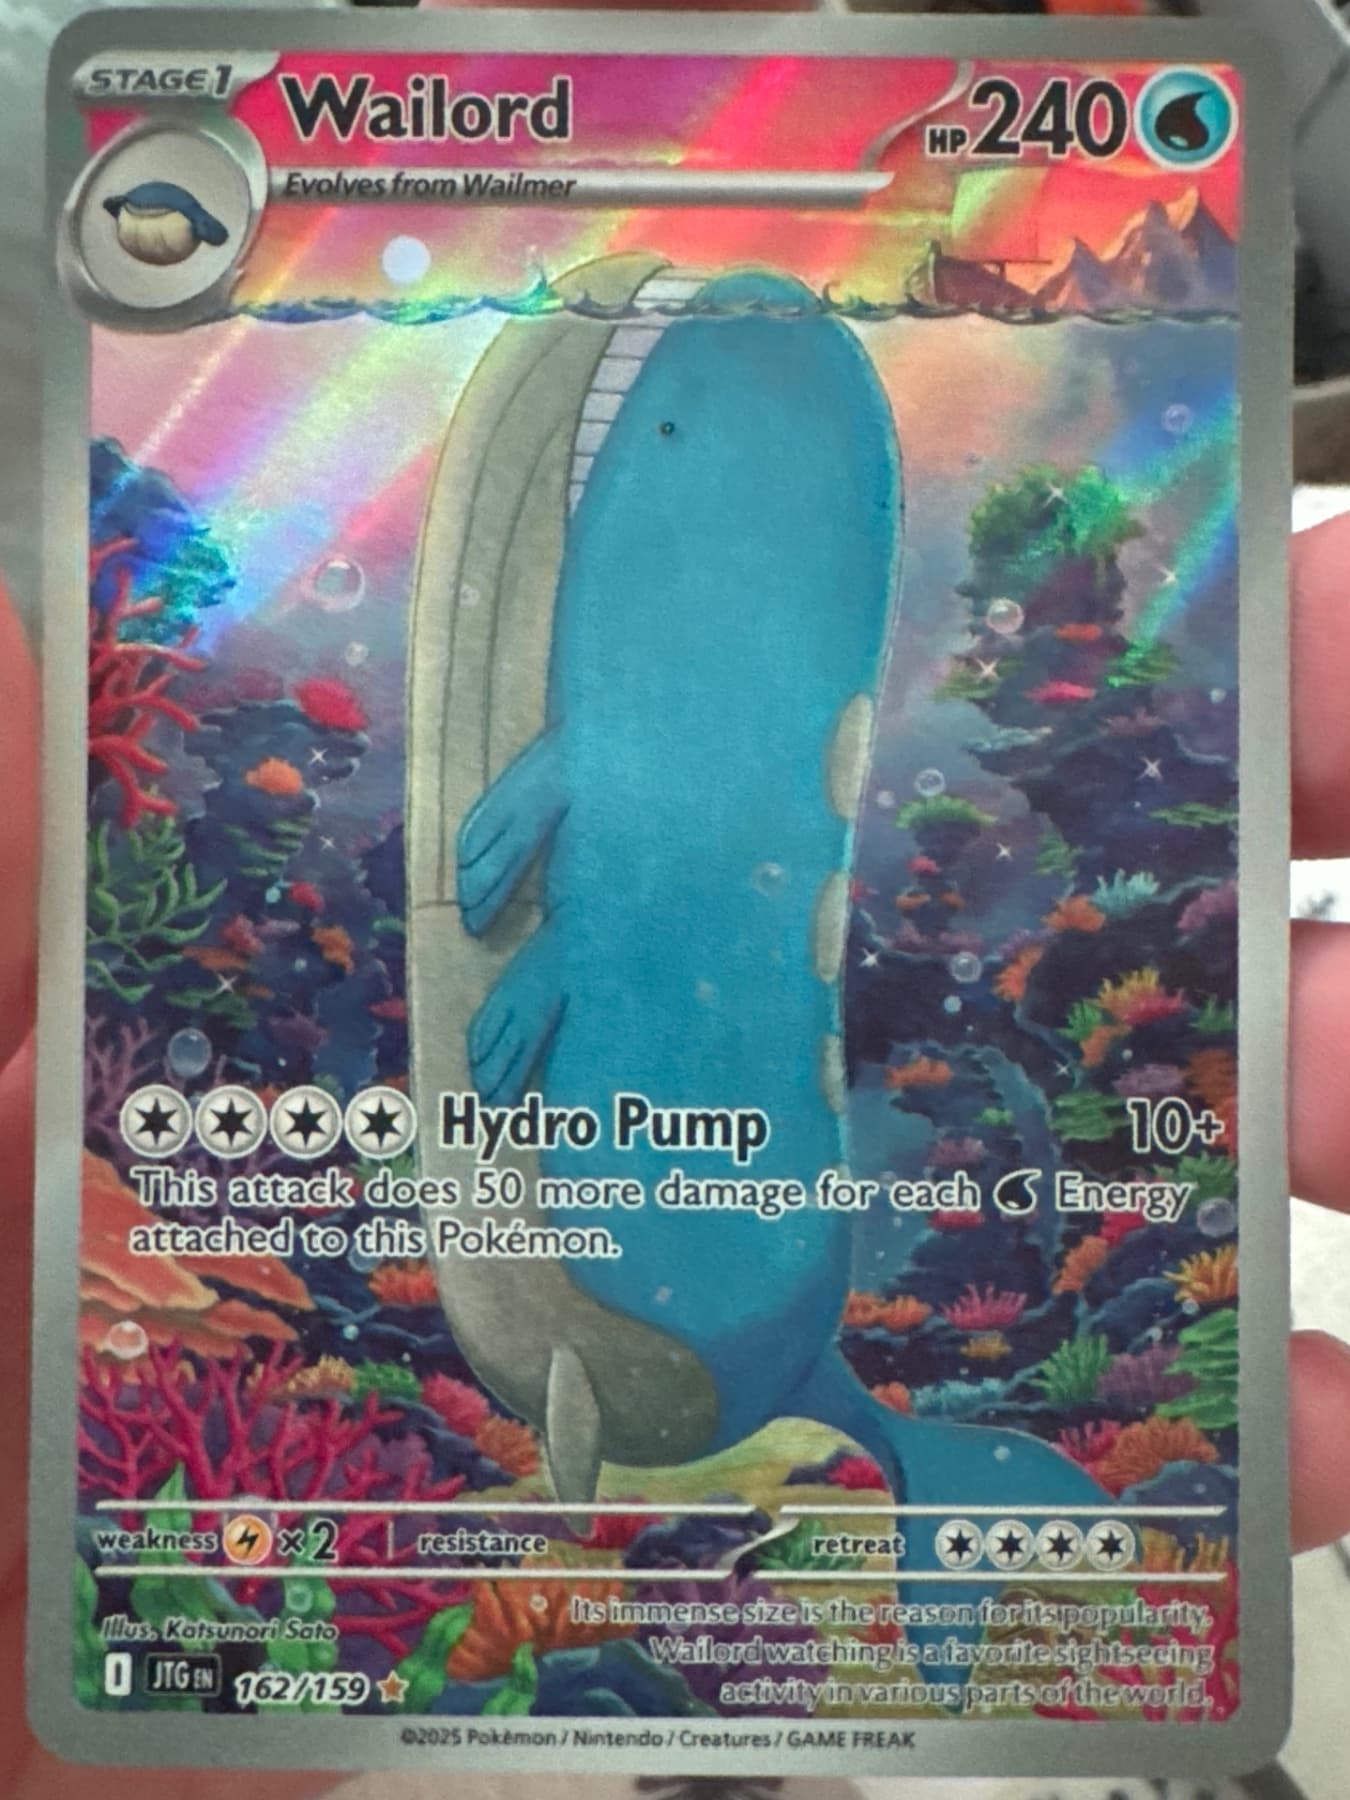 STAGE 1
Wailord
HP 240
Evolves from Wailmer
Hydro Pump 10+
This attack does 50 more damage for each Energy
attached to this Pokémon.
weakness ×2 resistance retreat
Illus. Katsunori Sato
Its immense size is the reason for its popularity.
Wailord watching is a favorite sightseeing
activity in various parts of the world.
I JTG EN 162/159
©2025 Pokémon / Nintendo / Creatures / GAME FREAK